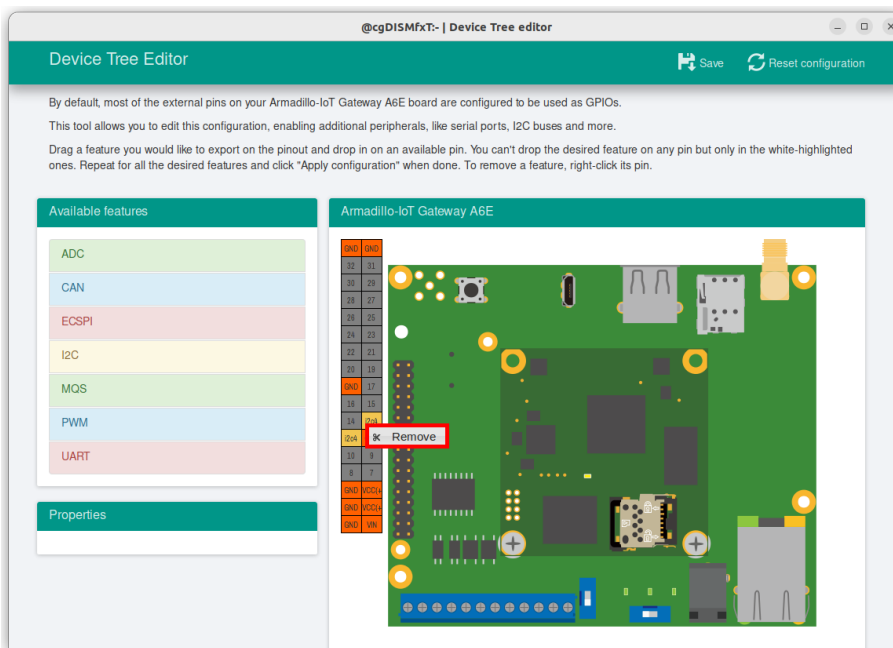 @cgDISMfxT:- | Device Tree editor
Device Tree Editor
Save
Reset configuration
By default, most of the external pins on your Armadillo-IoT Gateway A6E board are configured to be used as GPIOs.
This tool allows you to edit this configuration, enabling additional peripherals, like serial ports, I2C buses and more.
Drag a feature you would like to export on the pinout and drop in on an available pin. You can't drop the desired feature on any pin but only in the white-highlighted
ones. Repeat for all the desired features and click "Apply configuration" when done. To remove a feature, right-click its pin.
Available features
ADC
CAN
ECSPI
I2C
MQS
PWM
UART
Properties
Armadillo-IoT Gateway A6E
GND GND
32 31
30 29
28 27
26 25
24 23
22 21
20 19
GND 17
16 15
14
i2c4
Remove
10 9
8 7
GND VCC(+
GND VCC(+
GND VIN